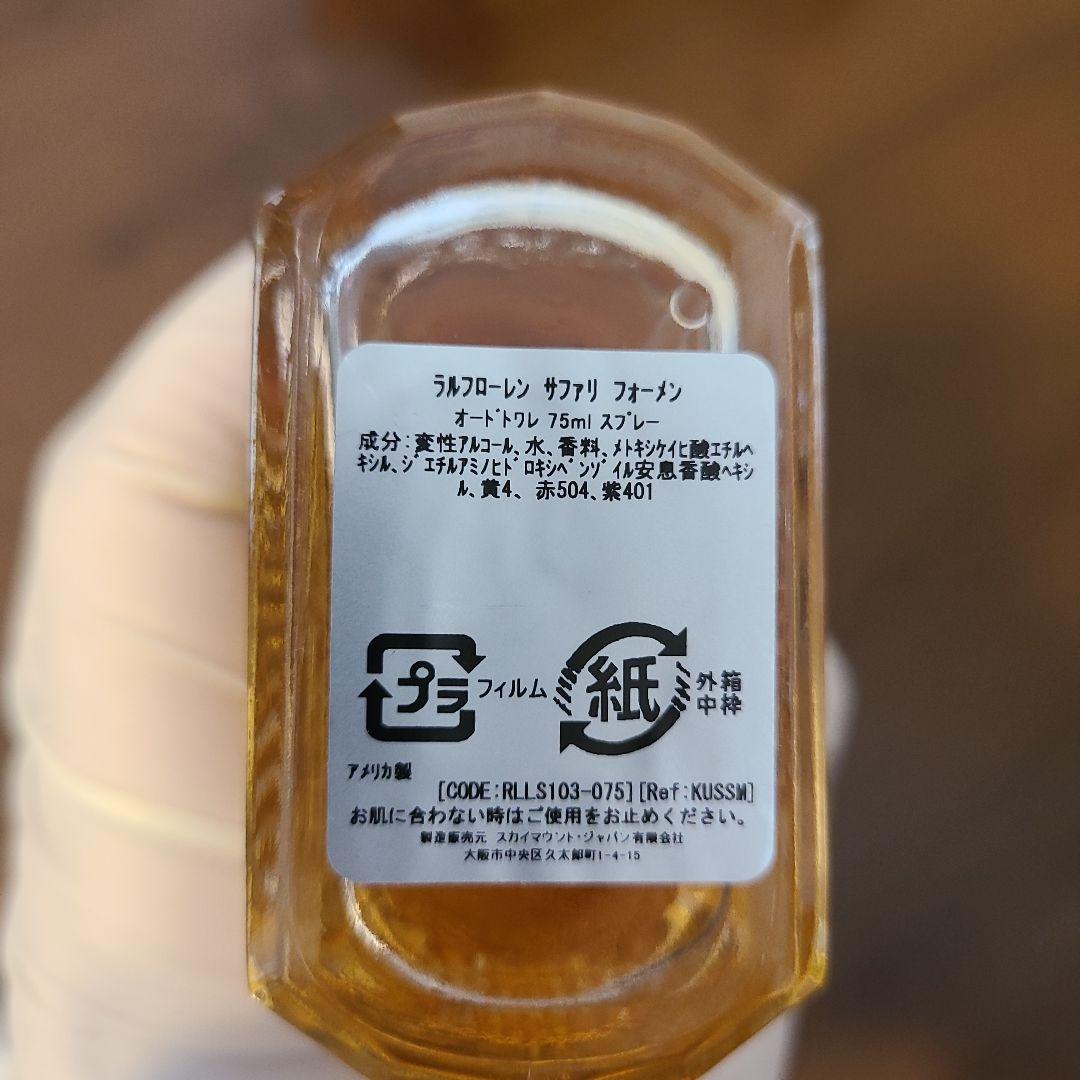 ラルフローレン サファリ フォーメン
オードトワレ 75ml スプレー
成分:変性アルコール、水、香料、メトキシケイヒ酸エチルヘ
キシル、ジエチルアミノヒドロキシベンゾイル安息香酸ヘキシ
ル、黄4、赤504、紫401
プラ フィルム 紙 外箱
中枠
アメリカ製
[CODE:RLLS103-075][Ref:KUSSM]
お肌に合わない時はご使用をお止めください。
製造販売元 スカイマウント・ジャパン有限会社
大阪市中央区久太郎町1-4-15